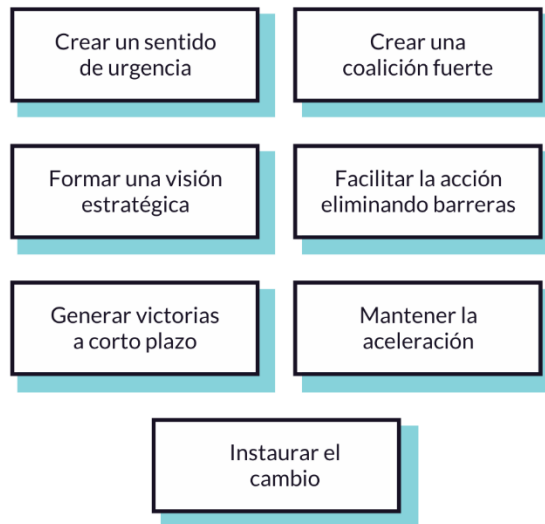 Crear un sentido
de urgencia
Crear una
coalición fuerte
Formar una visión
estratégica
Facilitar la acción
eliminando barreras
Generar victorias
a corto plazo
Mantener la
aceleración
Instaurar el
cambio